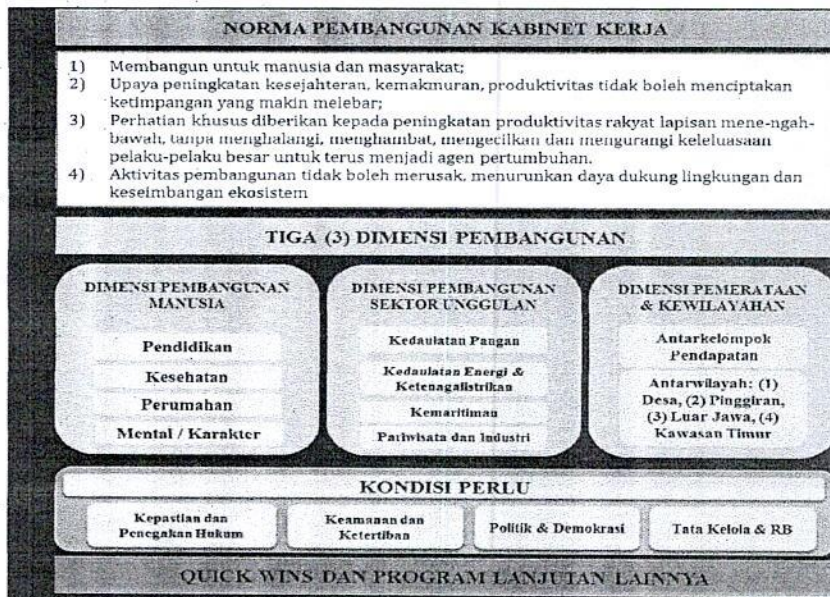 NORMA PEMBANGUNAN KABINET KERJA
1) Membangun untuk manusia dan masyarakat;
2) Upaya peningkatan kesejahteran, kemakmuran, produktivitas tidak boleh menciptakan
ketimpangan yang makin melebar;
3) Perhatian khusus diberikan kepada peningkatan produktivitas rakyat lapisan mene-ngah-
bawah, tanpa menghalangi, menghambat, mengecilkan dan mengurangi keleluasaan
pelaku-pelaku besar untuk terus menjadi agen pertumbuhan.
4) Aktivitas pembangunan tidak boleh merusak, menurunkan daya dukung lingkungan dan
keseimbangan ekosistem
TIGA (3) DIMENSI PEMBANGUNAN
DIMENSI PEMBANGUNAN
MANUSIA
Pendidikan
Kesehatan
Perumahan
Mental / Karakter
DIMENSI PEMBANGUNAN
SEKTOR UNGGULAN
Kedaulatan Pangan
Kedaulatan Energi &
Ketenagalistrikan
Kemaritiman
Pariwisata dan Industri
DIMENSI PEMERATAAN
& KEWILAYAHAN
Antarkelompok
Pendapatan
Antarwilayah: (1)
Desa, (2) Pinggiran,
(3) Luar Jawa, (4)
Kawasan Timur
KONDISI PERLU
Kepastian dan
Penegakan Hukum
Keamanan dan
Ketertiban
Politik & Demokrasi
Tata Kelola & RB
QUICK WINS DAN PROGRAM LANJUTAN LAINNYA